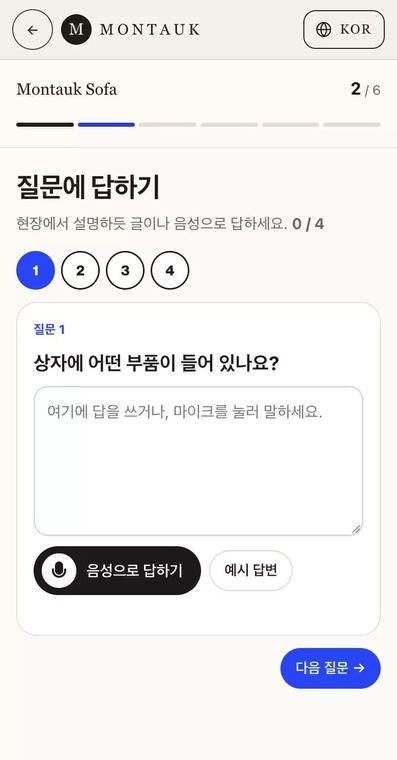 M MONTAUK
KOR
Montauk Sofa
2 / 6
질문에 답하기
현장에서 설명하듯 글이나 음성으로 답하세요. 0 / 4
1 2 3 4
질문 1
상자에 어떤 부품이 들어 있나요?
여기에 답을 쓰거나, 마이크를 눌러 말하세요.
음성으로 답하기
예시 답변
다음 질문 →